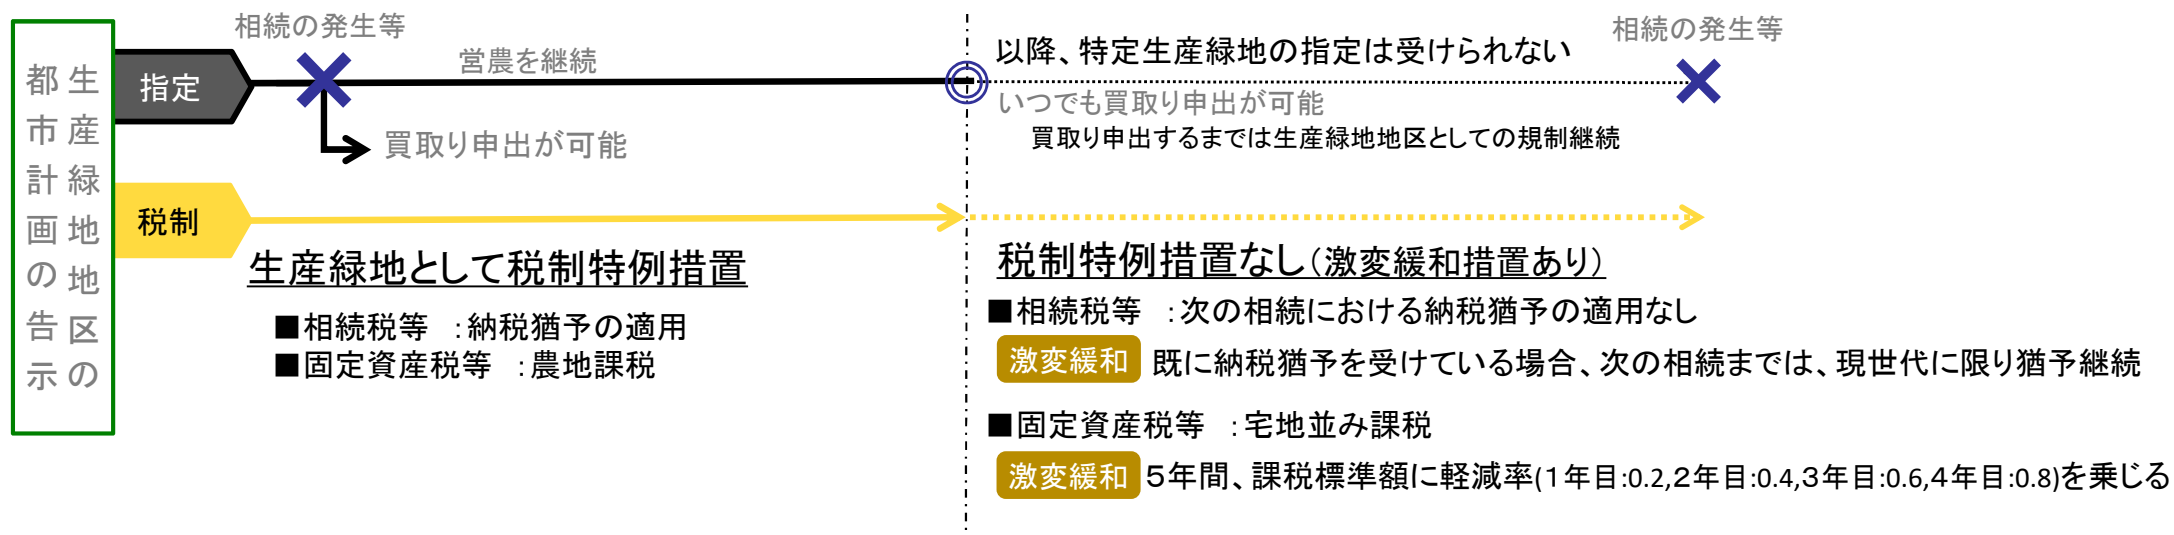 生産緑地地区の
都市計画の告示
指定
相続の発生等
営農を継続
買取り申出が可能
以降、特定生産緑地の指定は受けられない
相続の発生等
いつでも買取り申出が可能
買取り申出するまでは生産緑地地区としての規制継続
税制
生産緑地として税制特例措置
■相続税等　：納税猶予の適用
■固定資産税等　：農地課税
税制特例措置なし（激変緩和措置あり）
■相続税等　：次の相続における納税猶予の適用なし
激変緩和 既に納税猶予を受けている場合、次の相続までは、現世代に限り猶予継続
■固定資産税等　：宅地並み課税
激変緩和 ５年間、課税標準額に軽減率(１年目:0.2,２年目:0.4,３年目:0.6,４年目:0.8)を乗じる